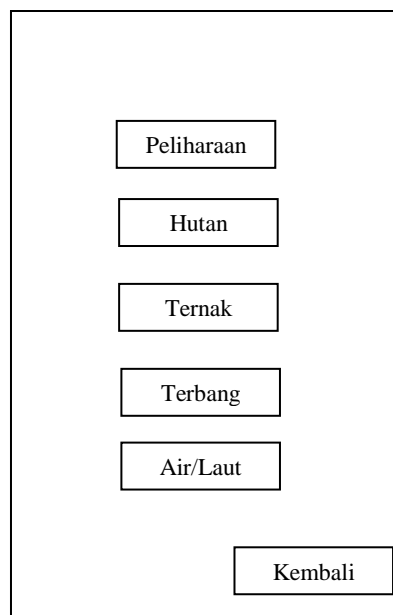 Peliharaan
Hutan
Ternak
Terbang
Air/Laut
Kembali